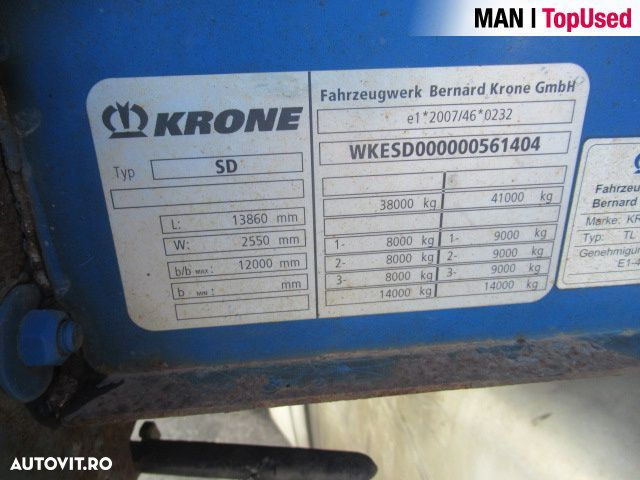 MAN | TopUsed
KRONE
Typ SD
L: 13860 mm
W: 2550 mm
b/b MAX: 12000 mm
b MIN: mm
Fahrzeugwerk Bernard Krone GmbH
e1*2007/46*0232
WKESD000000561404
38000 kg 41000 kg
1- 8000 kg 1- 9000 kg
2- 8000 kg 2- 9000 kg
3- 8000 kg 3- 9000 kg
14000 kg 14000 kg
Fahrzeu
Bernard
Marke: KR
Typ: TL
Genehmigun
E1-4
AUTOVIT.RO